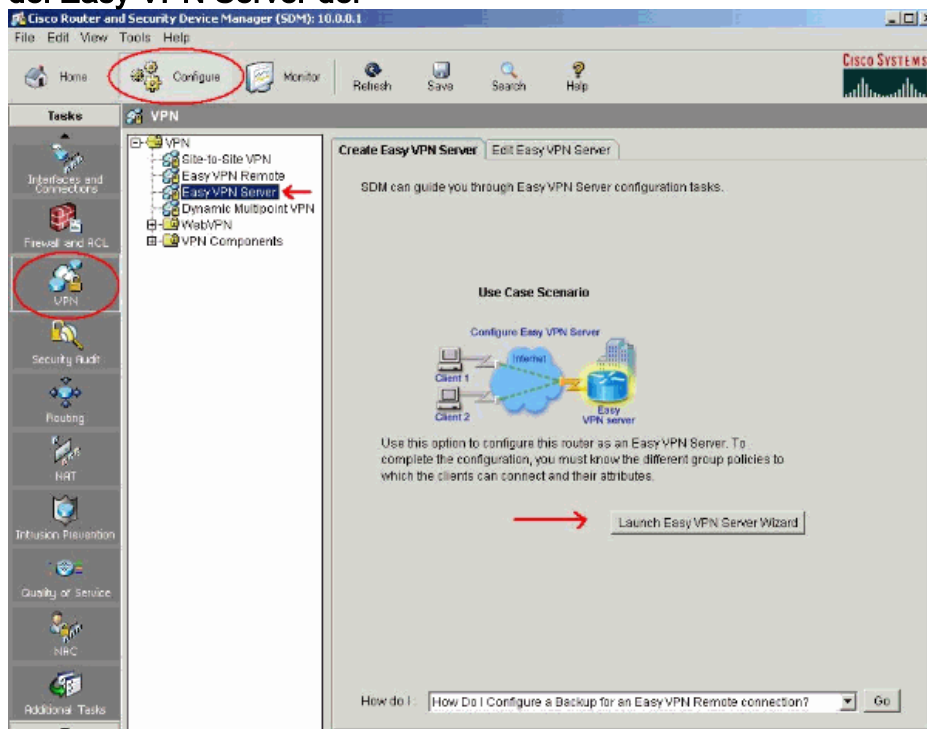 del Easy VPN Server del
Cisco Router and Security Device Manager (SDM): 10.0.0.1
File Edit View Tools Help
Home Configure Monitor Refresh Save Search Help
CISCO SYSTEMS
Tasks
VPN
Interfaces and Connections
Firewall and ACL
VPN
Security Audit
Routing
NAT
Intrusion Prevention
Quality of Service
NAC
Additional Tasks
VPN
Site-to-Site VPN
Easy VPN Remote
Easy VPN Server
Dynamic Multipoint VPN
WebVPN
VPN Components
Create Easy VPN Server Edit Easy VPN Server
SDM can guide you through Easy VPN Server configuration tasks.
Use Case Scenario
Configure Easy VPN Server
Internet
Client 1
Client 2
Easy
VPN server
Use this option to configure this router as an Easy VPN Server. To
complete the configuration, you must know the different group policies to
which the clients can connect and their attributes.
Launch Easy VPN Server Wizard
How do I: How Do I Configure a Backup for an Easy VPN Remote connection? Go